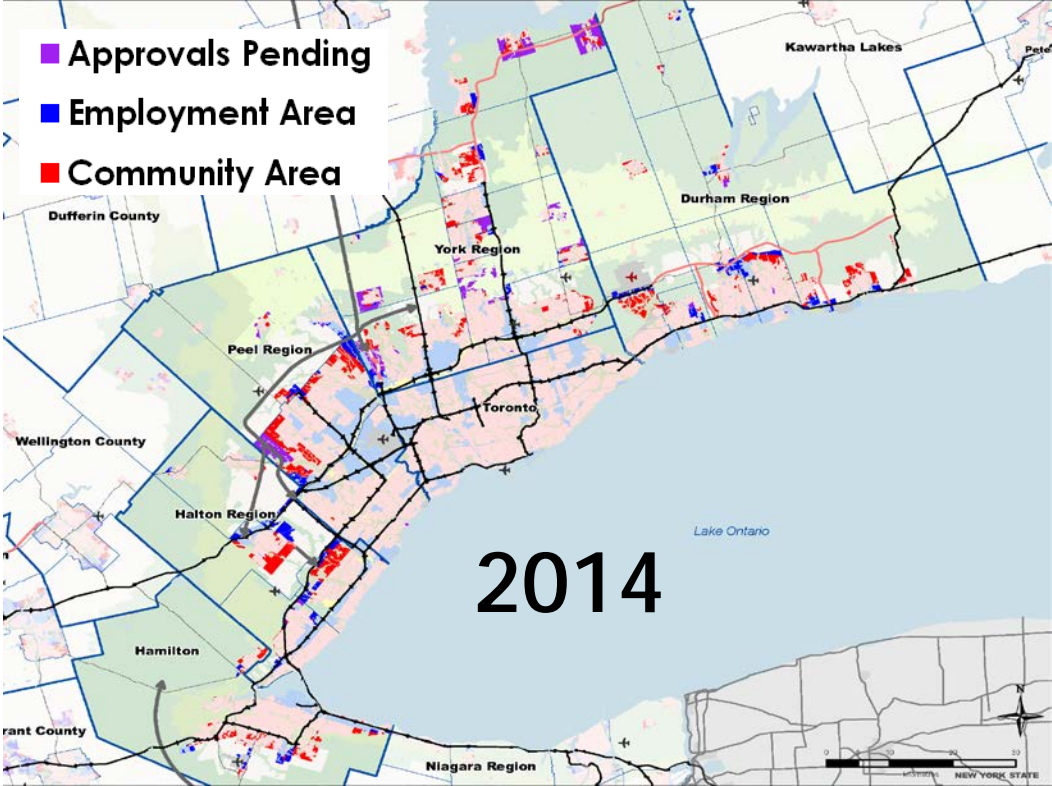 Approvals Pending
Employment Area
Community Area
Kawartha Lakes
Pete
Dufferin County
Durham Region
York Region
Peel Region
Toronto
Wellington County
Halton Region
Lake Ontario
2014
Hamilton
N
rant County
Niagara Region
NEW YORK STATE